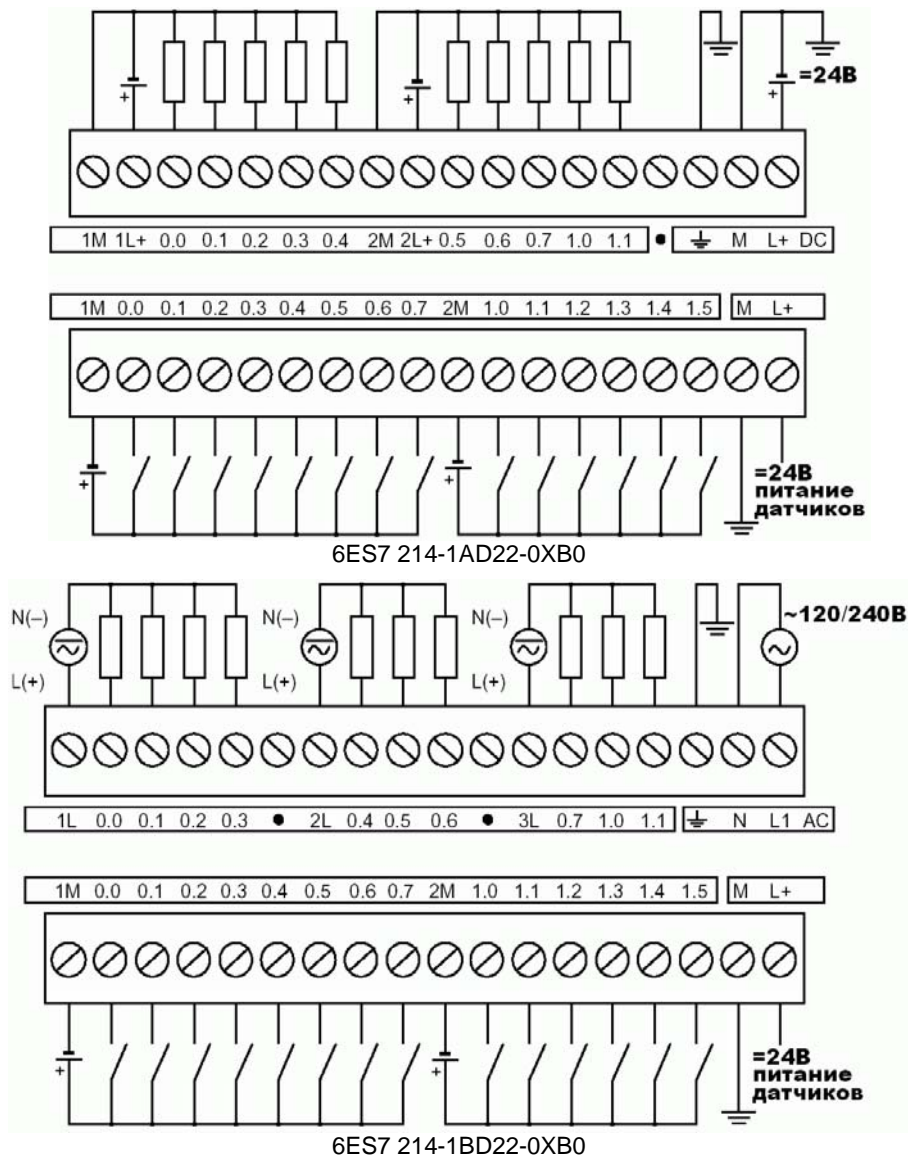 =24В
+ + +
1M 1L+ 0.0 0.1 0.2 0.3 0.4 2M 2L+ 0.5 0.6 0.7 1.0 1.1 ● ⏚ M L+ DC
1M 0.0 0.1 0.2 0.3 0.4 0.5 0.6 0.7 2M 1.0 1.1 1.2 1.3 1.4 1.5 M L+
+ +
=24В
питание
датчиков
6ES7 214-1AD22-0XB0
N(–) N(–) N(–) ~120/240В
L(+) L(+) L(+)
1L 0.0 0.1 0.2 0.3 ● 2L 0.4 0.5 0.6 ● 3L 0.7 1.0 1.1 ⏚ N L1 AC
1M 0.0 0.1 0.2 0.3 0.4 0.5 0.6 0.7 2M 1.0 1.1 1.2 1.3 1.4 1.5 M L+
+ +
=24В
питание
датчиков
6ES7 214-1BD22-0XB0